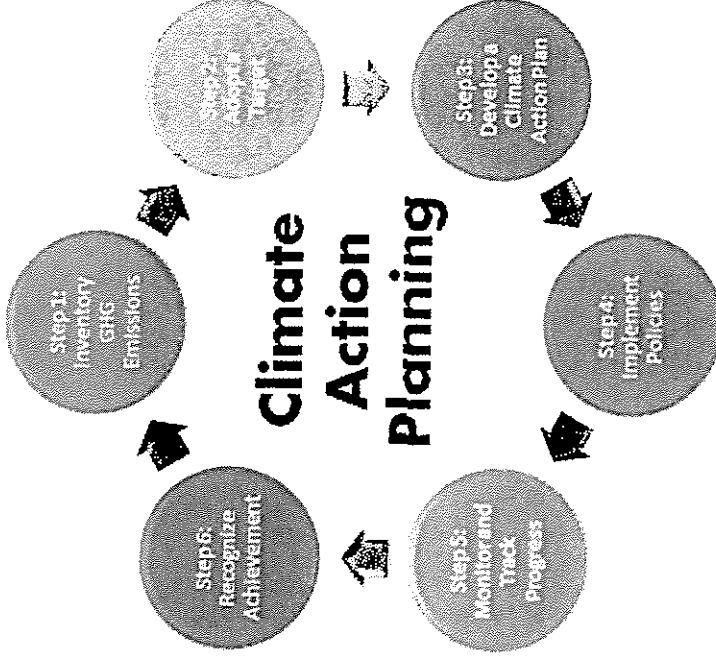 Climate
Action
Planning
Step 1:
Inventory
GHG
Emissions
Step 2:
Adopt a
Target
Step 3:
Develop a
Climate
Action Plan
Step 4:
Implement
Policies
Step 5:
Monitor and
Track
Progress
Step 6:
Recognize
Achievement